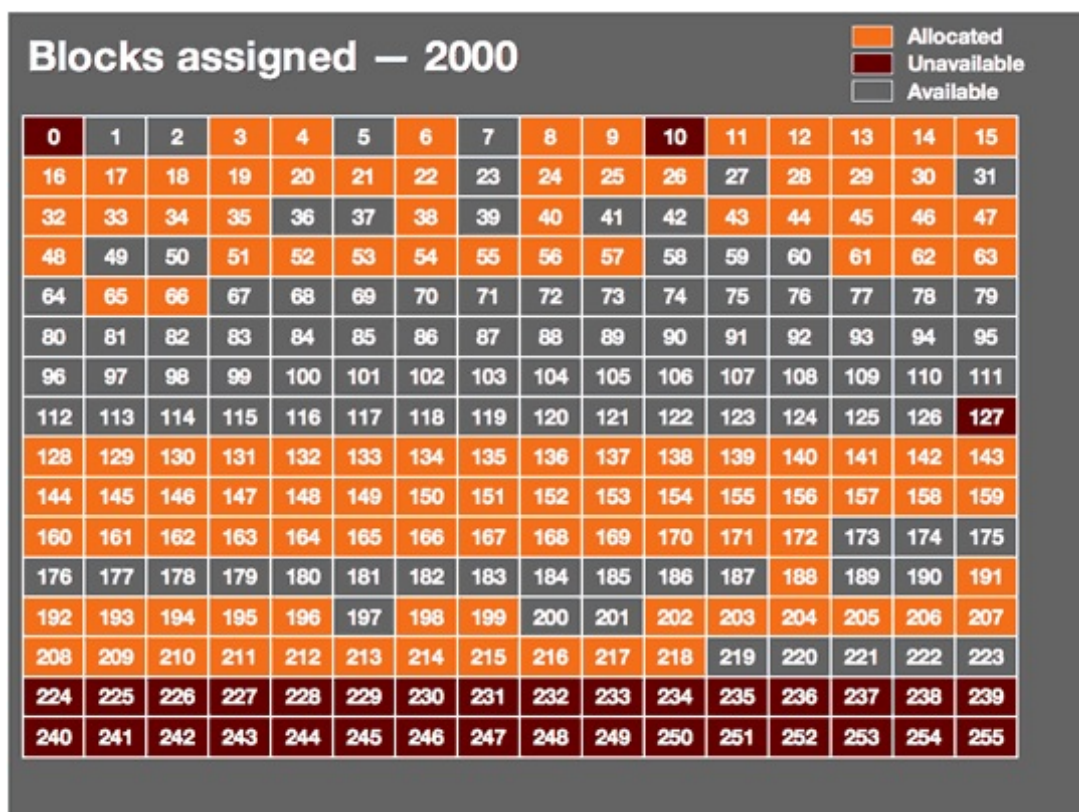 Blocks assigned — 2000
Allocated
Unavailable
Available
0 1 2 3 4 5 6 7 8 9 10 11 12 13 14 15
16 17 18 19 20 21 22 23 24 25 26 27 28 29 30 31
32 33 34 35 36 37 38 39 40 41 42 43 44 45 46 47
48 49 50 51 52 53 54 55 56 57 58 59 60 61 62 63
64 65 66 67 68 69 70 71 72 73 74 75 76 77 78 79
80 81 82 83 84 85 86 87 88 89 90 91 92 93 94 95
96 97 98 99 100 101 102 103 104 105 106 107 108 109 110 111
112 113 114 115 116 117 118 119 120 121 122 123 124 125 126 127
128 129 130 131 132 133 134 135 136 137 138 139 140 141 142 143
144 145 146 147 148 149 150 151 152 153 154 155 156 157 158 159
160 161 162 163 164 165 166 167 168 169 170 171 172 173 174 175
176 177 178 179 180 181 182 183 184 185 186 187 188 189 190 191
192 193 194 195 196 197 198 199 200 201 202 203 204 205 206 207
208 209 210 211 212 213 214 215 216 217 218 219 220 221 222 223
224 225 226 227 228 229 230 231 232 233 234 235 236 237 238 239
240 241 242 243 244 245 246 247 248 249 250 251 252 253 254 255